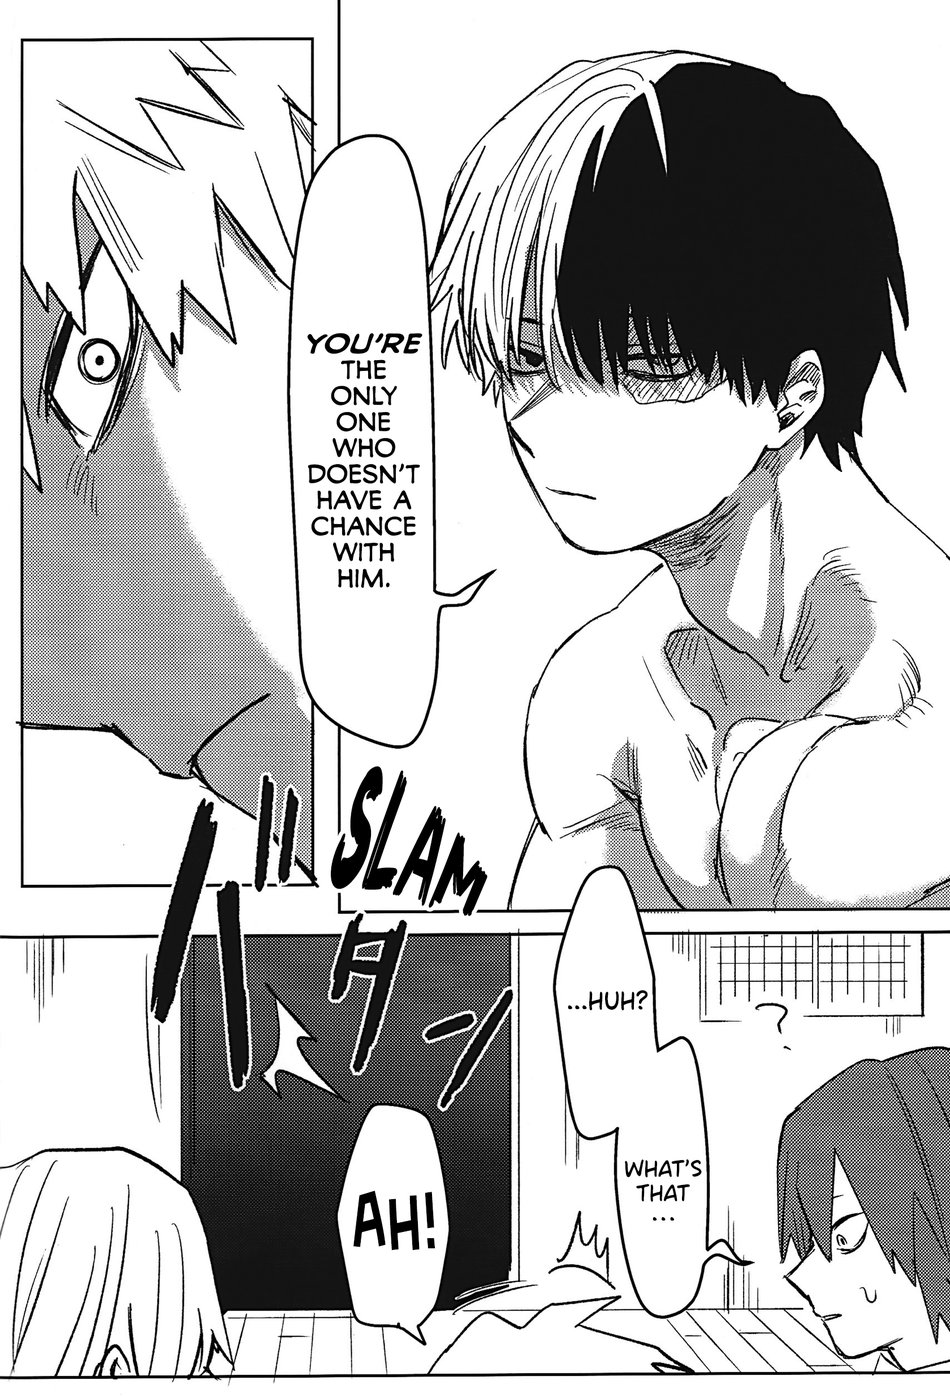 YOU'RE
THE
ONLY
ONE
WHO
DOESN'T
HAVE A
CHANCE
WITH
HIM.
SLAM
バタン
...HUH?
?
WHAT'S
THAT
...
AH!